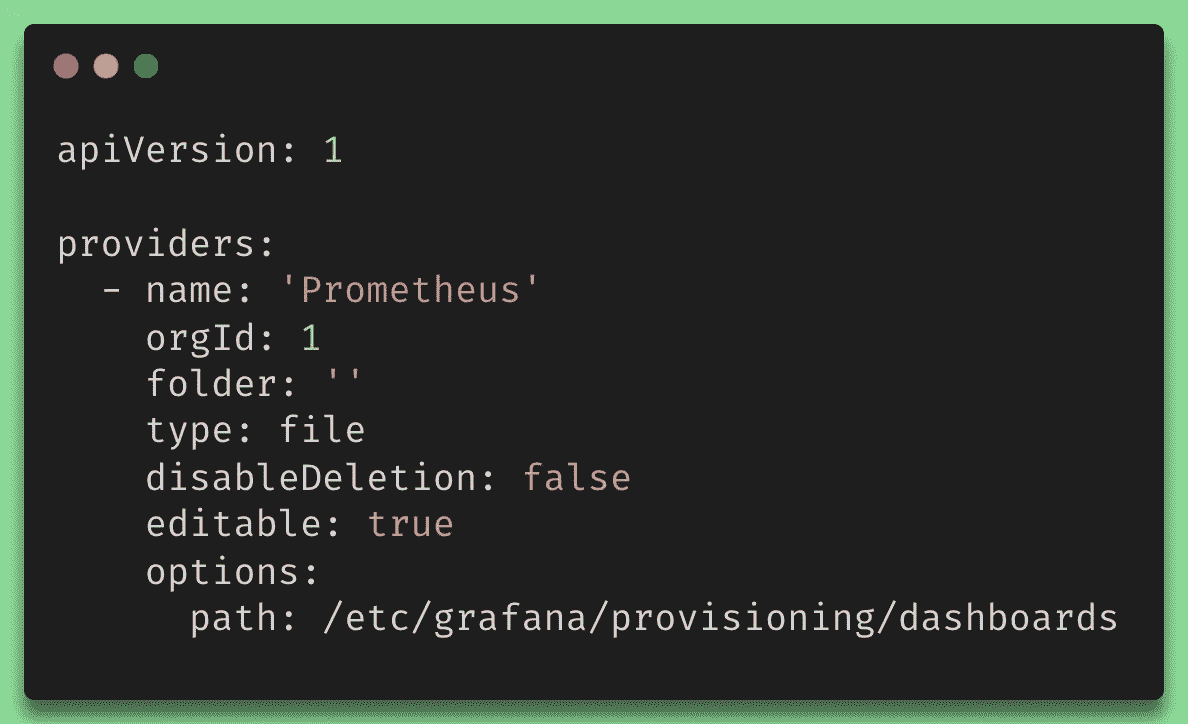 apiVersion: 1

providers:
  - name: 'Prometheus'
    orgId: 1
    folder: ''
    type: file
    disableDeletion: false
    editable: true
    options:
      path: /etc/grafana/provisioning/dashboards